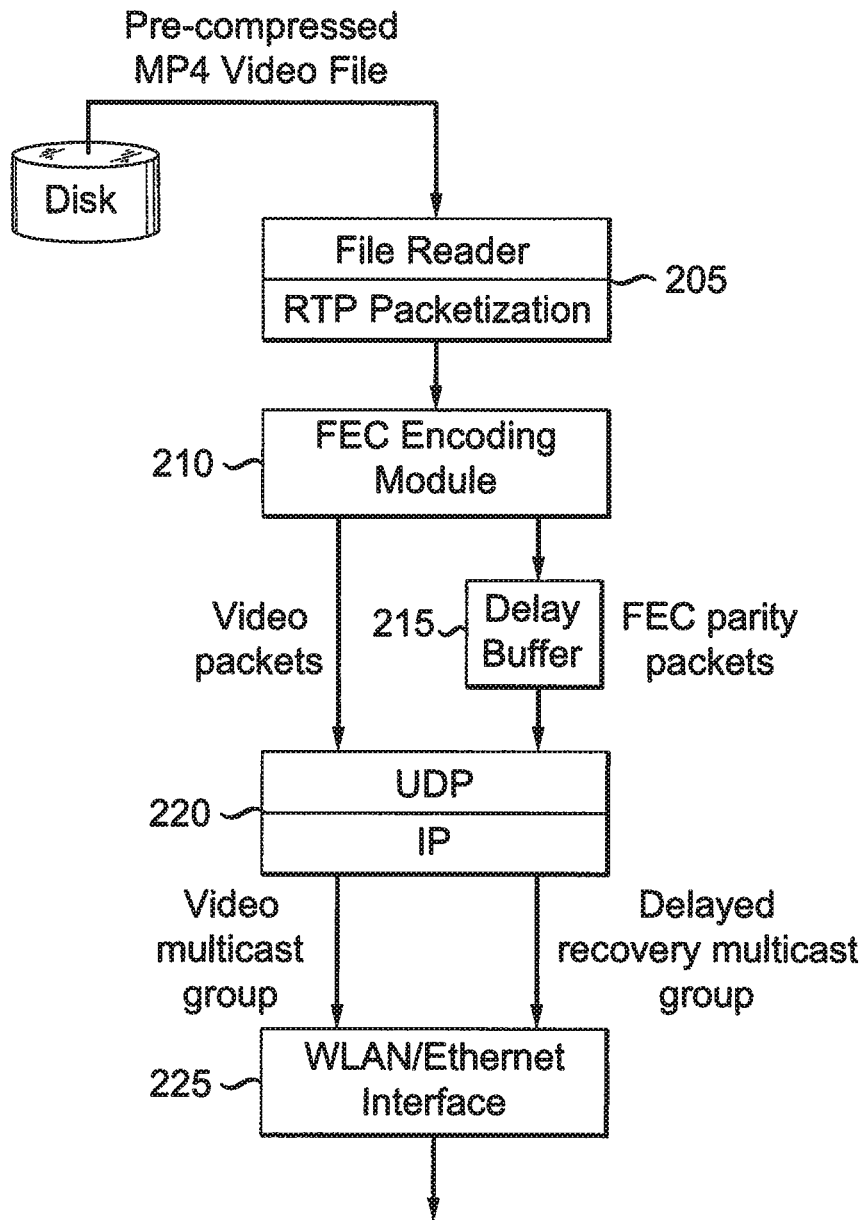 Pre-compressed
MP4 Video File
Disk
File Reader
RTP Packetization
205
FEC Encoding
Module
210
Video
packets
215
Delay
Buffer
FEC parity
packets
UDP
IP
220
Video
multicast
group
Delayed
recovery multicast
group
WLAN/Ethernet
Interface
225